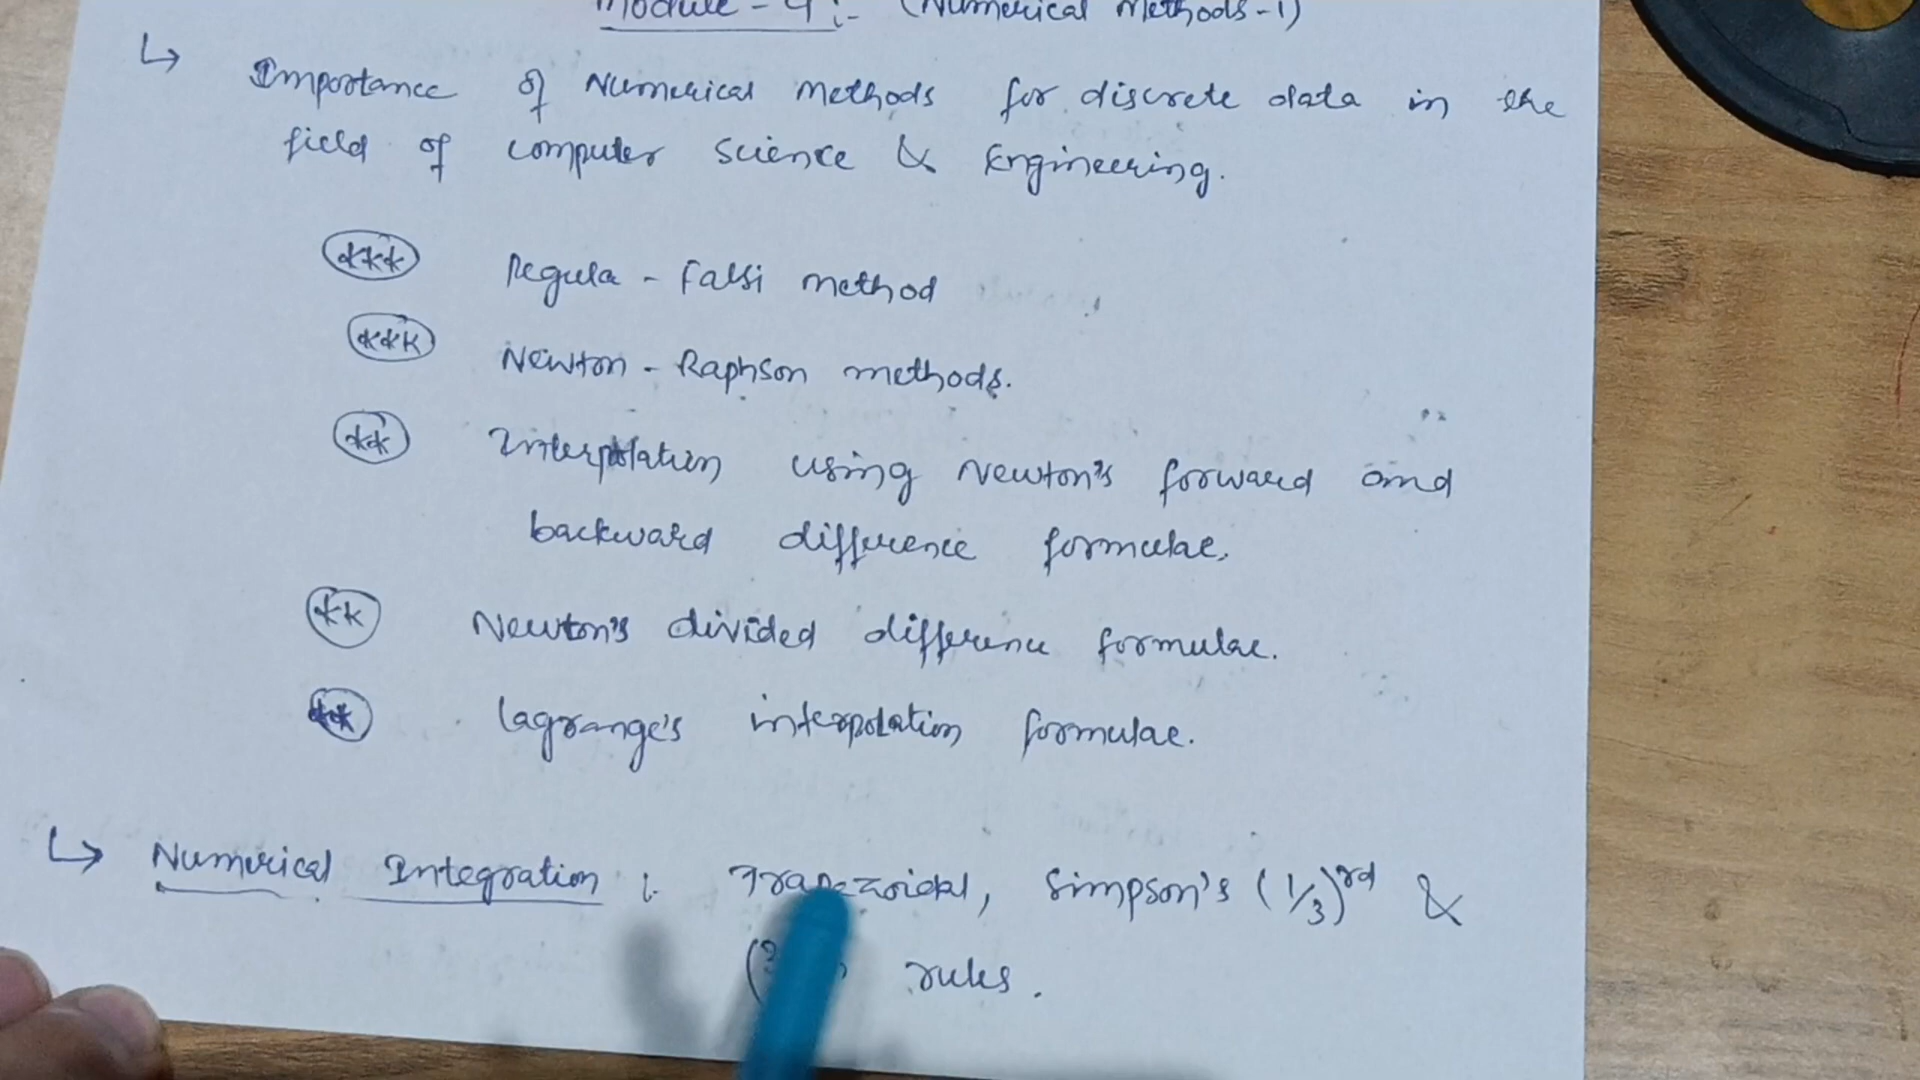 Module - 4 :- (Numerical Methods-1)
↳ Importance of Numerical methods for discrete data in the
field of computer science & Engineering.
*** Regula - Falsi method
*** Newton - Raphson methods.
** Interpolation using Newton's forward and
backward difference formulae.
** Newton's divided difference formulae.
** Lagrange's interpolation formulae.
↳ Numerical Integration :- Trapezoidal, Simpson's (1/3)rd &
rules.